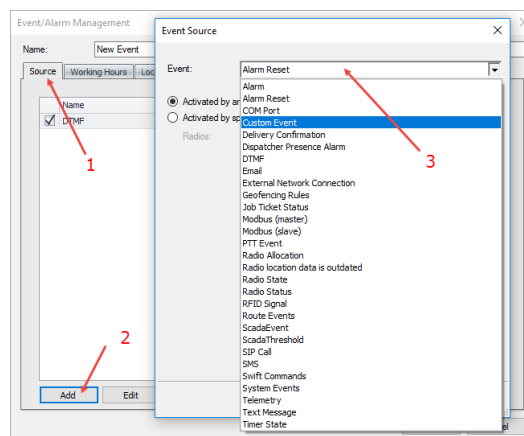 Event/Alarm Management
Name: New Event
Source Working Hours Loc
Name
DTMF
1
2
Add Edit
Event Source
Event: Alarm Reset
Activated by ar
Activated by sp
Radios:
Alarm
Alarm Reset
COM Port
Custom Event
Delivery Confirmation
Dispatcher Presence Alarm
DTMF
Email
External Network Connection
Geofencing Rules
Job Ticket Status
Modbus (master)
Modbus (slave)
PTT Event
Radio Allocation
Radio location data is outdated
Radio State
Radio Status
RFID Signal
Route Events
ScadaEvent
ScadaThreshold
SIP Call
SMS
Swift Commands
System Events
Telemetry
Text Message
Timer State
3